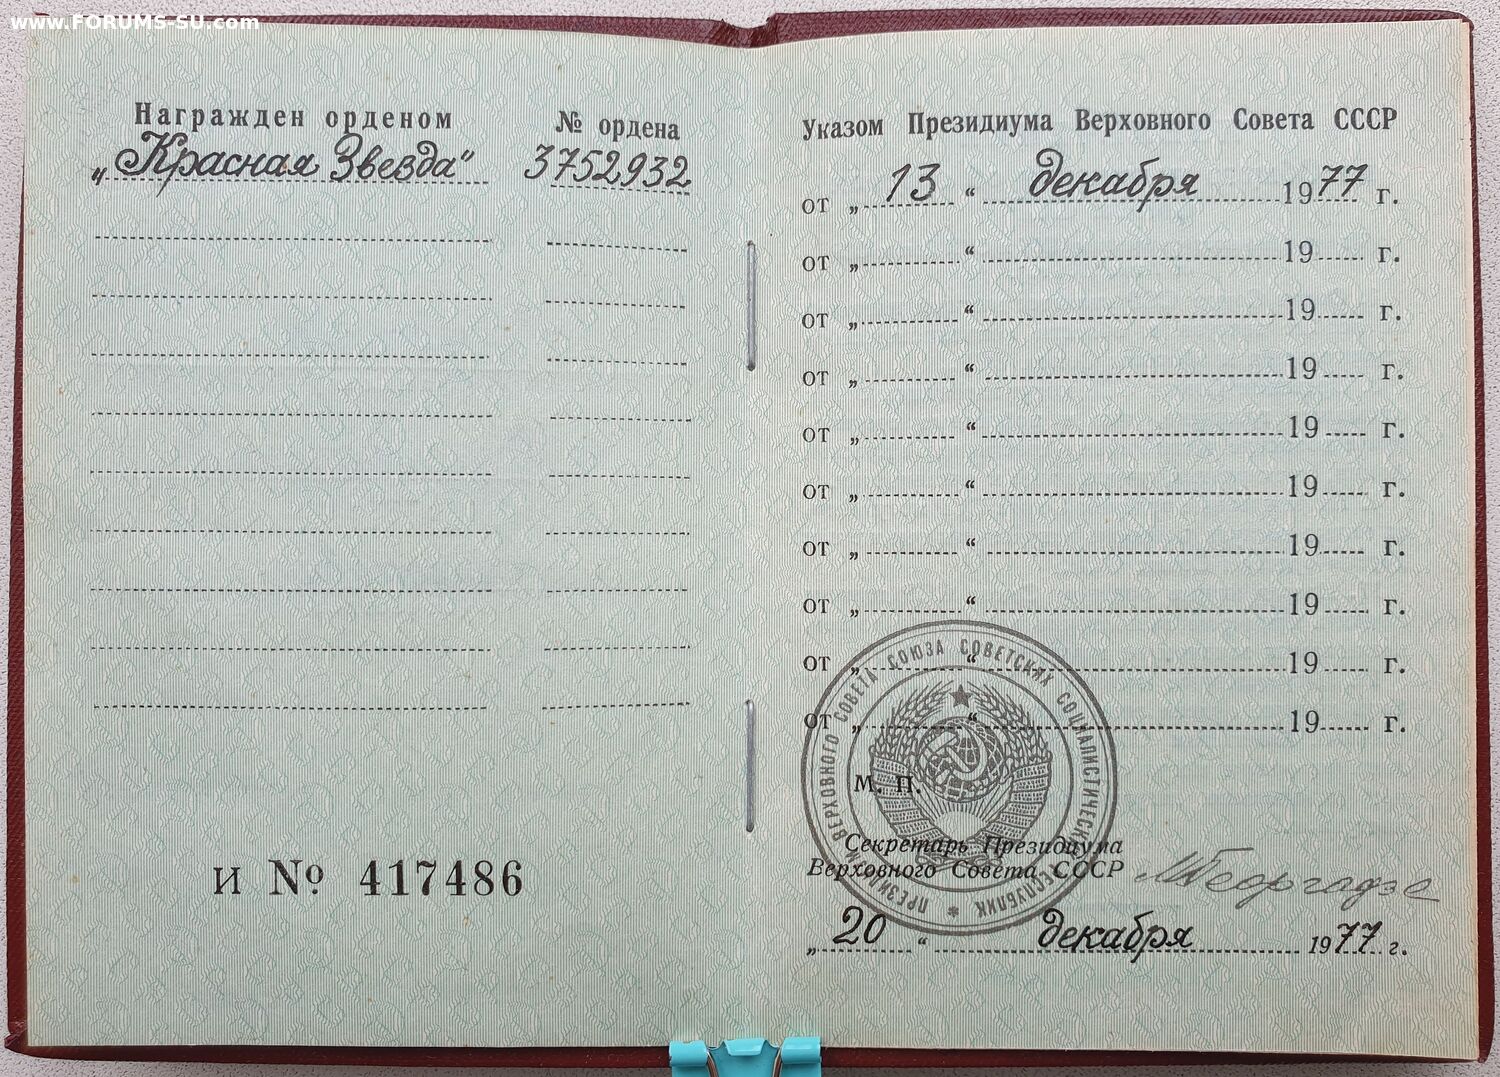 www.FORUMS-SU.com
Награжден орденом
№ ордена
„Красная Звезда"
3752932
И № 417486
Указом Президиума Верховного Совета СССР
от „ 13 “ декабря 1977 г.
от „ “ 19 г.
от „ “ 19 г.
от „ “ 19 г.
от „ “ 19 г.
от „ “ 19 г.
от „ “ 19 г.
от „ “ 19 г.
от „ “ 19 г.
от „ “ 19 г.
ПРЕЗИДИУМ ВЕРХОВНОГО СОВЕТА СОЮЗА СОВЕТСКИХ СОЦИАЛИСТИЧЕСКИХ РЕСПУБЛИК
М. П.
Секретарь Президиума
Верховного Совета СССР
МГеоргадзе
„ 20 “ декабря 1977 г.